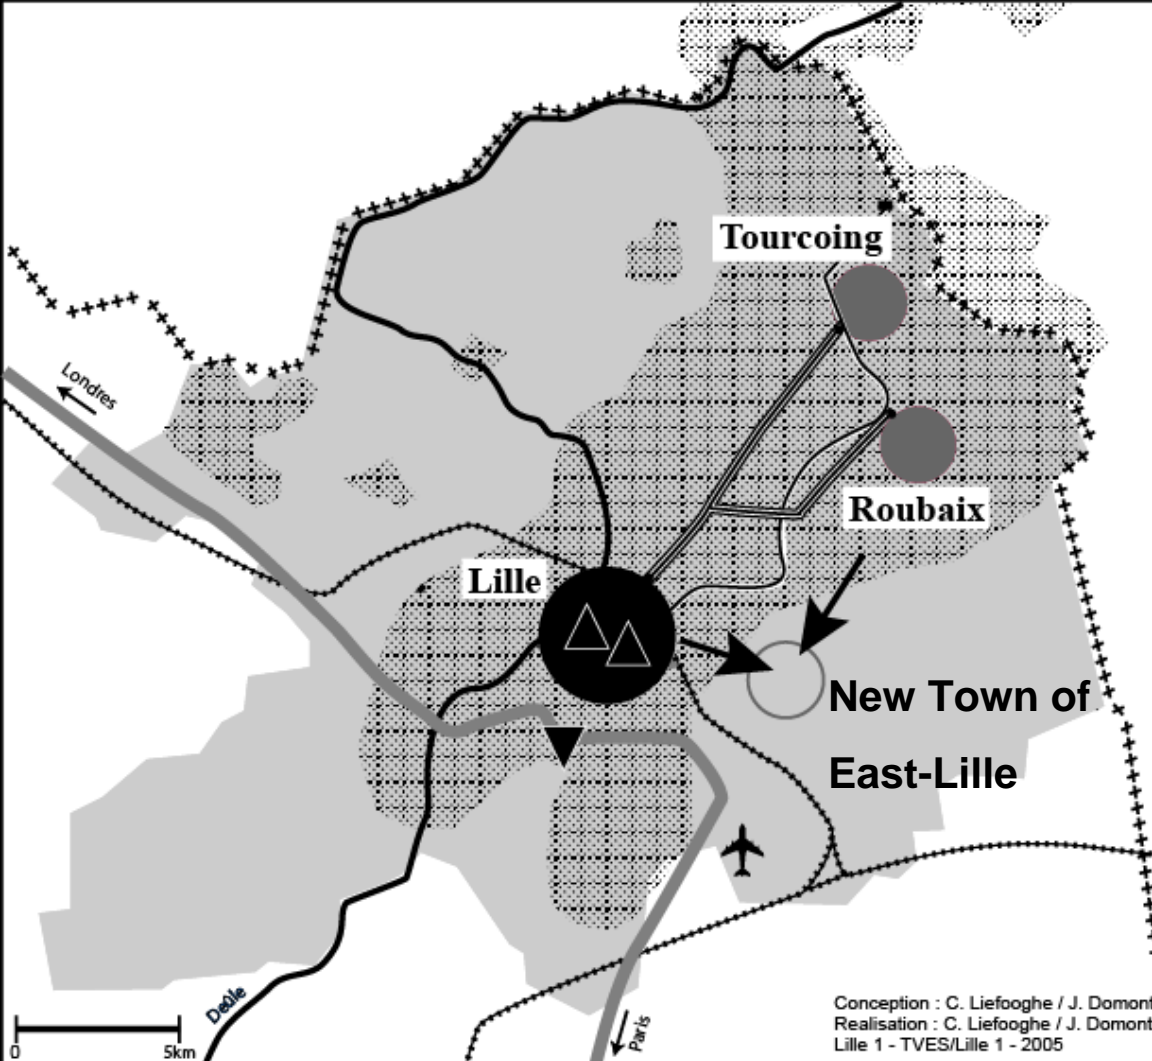 Tourcoing
Londres
Roubaix
Lille
New Town of
East-Lille
Deûle
Paris
0 5km
Conception : C. Liefooghe / J. Domont
Realisation : C. Liefooghe / J. Domont
Lille 1 - TVES/Lille 1 - 2005